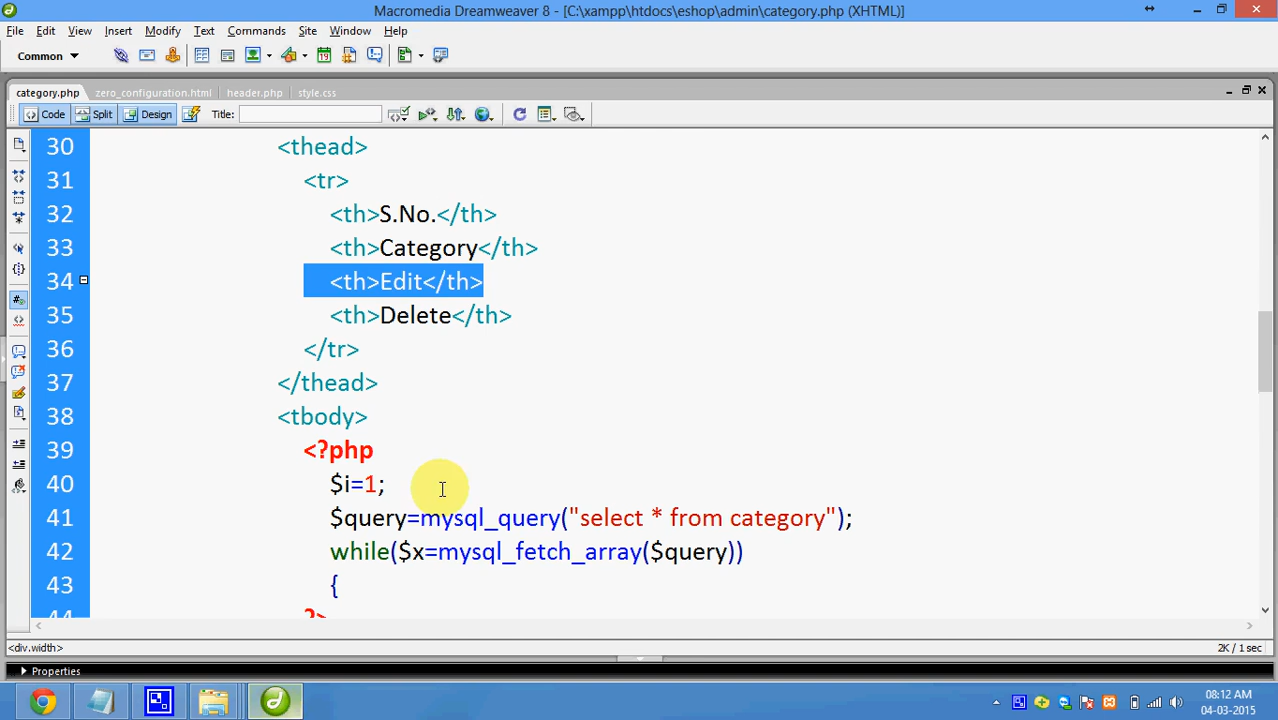 Macromedia Dreamweaver 8 - [C:\xampp\htdocs\eshop\admin\category.php (XHTML)]
File Edit View Insert Modify Text Commands Site Window Help
Common
category.php zero_configuration.html header.php style.css
Code Split Design Title:
30 <thead>
31 <tr>
32 <th>S.No.</th>
33 <th>Category</th>
34 <th>Edit</th>
35 <th>Delete</th>
36 </tr>
37 </thead>
38 <tbody>
39 <?php
40 $i=1;
41 $query=mysql_query("select * from category");
42 while($x=mysql_fetch_array($query))
43 {
44 ?>
<div.width> 2K / 1 sec
Properties
08:12 AM
04-03-2015